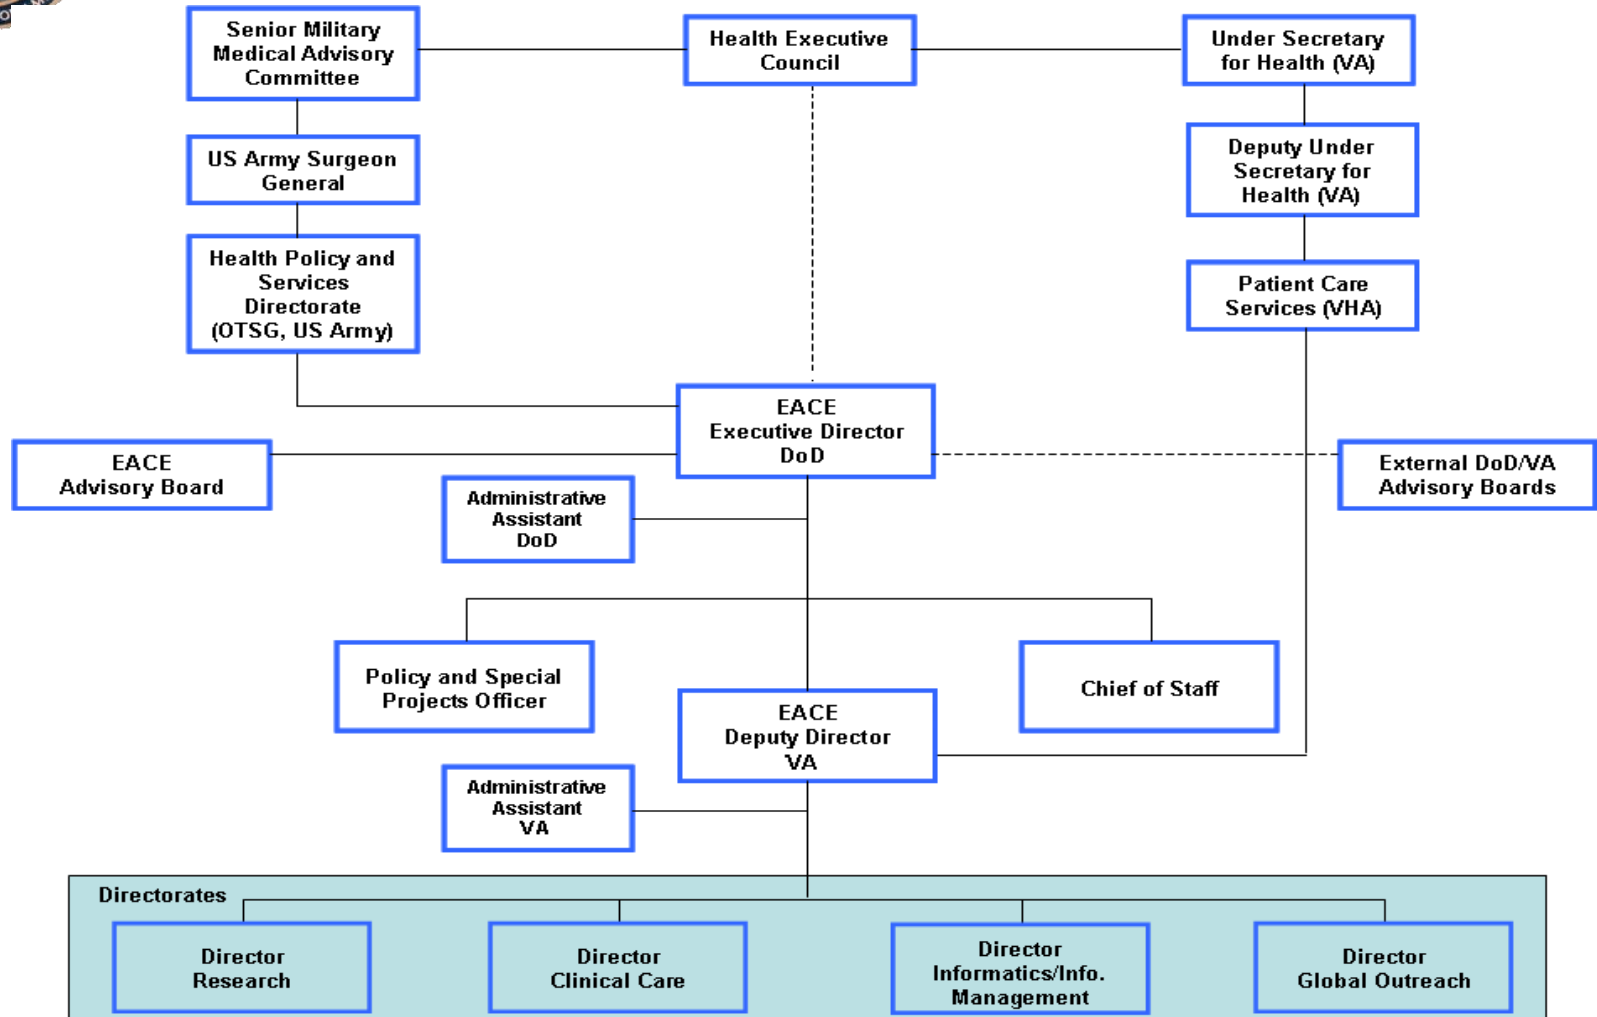 Senior Military
Medical Advisory
Committee
Health Executive
Council
Under Secretary
for Health (VA)
US Army Surgeon
General
Deputy Under
Secretary for
Health (VA)
Health Policy and
Services
Directorate
(OTSG, US Army)
Patient Care
Services (VHA)
EACE
Executive Director
DoD
EACE
Advisory Board
External DoD/VA
Advisory Boards
Administrative
Assistant
DoD
Policy and Special
Projects Officer
Chief of Staff
EACE
Deputy Director
VA
Administrative
Assistant
VA
Directorates
Director
Research
Director
Clinical Care
Director
Informatics/Info.
Management
Director
Global Outreach